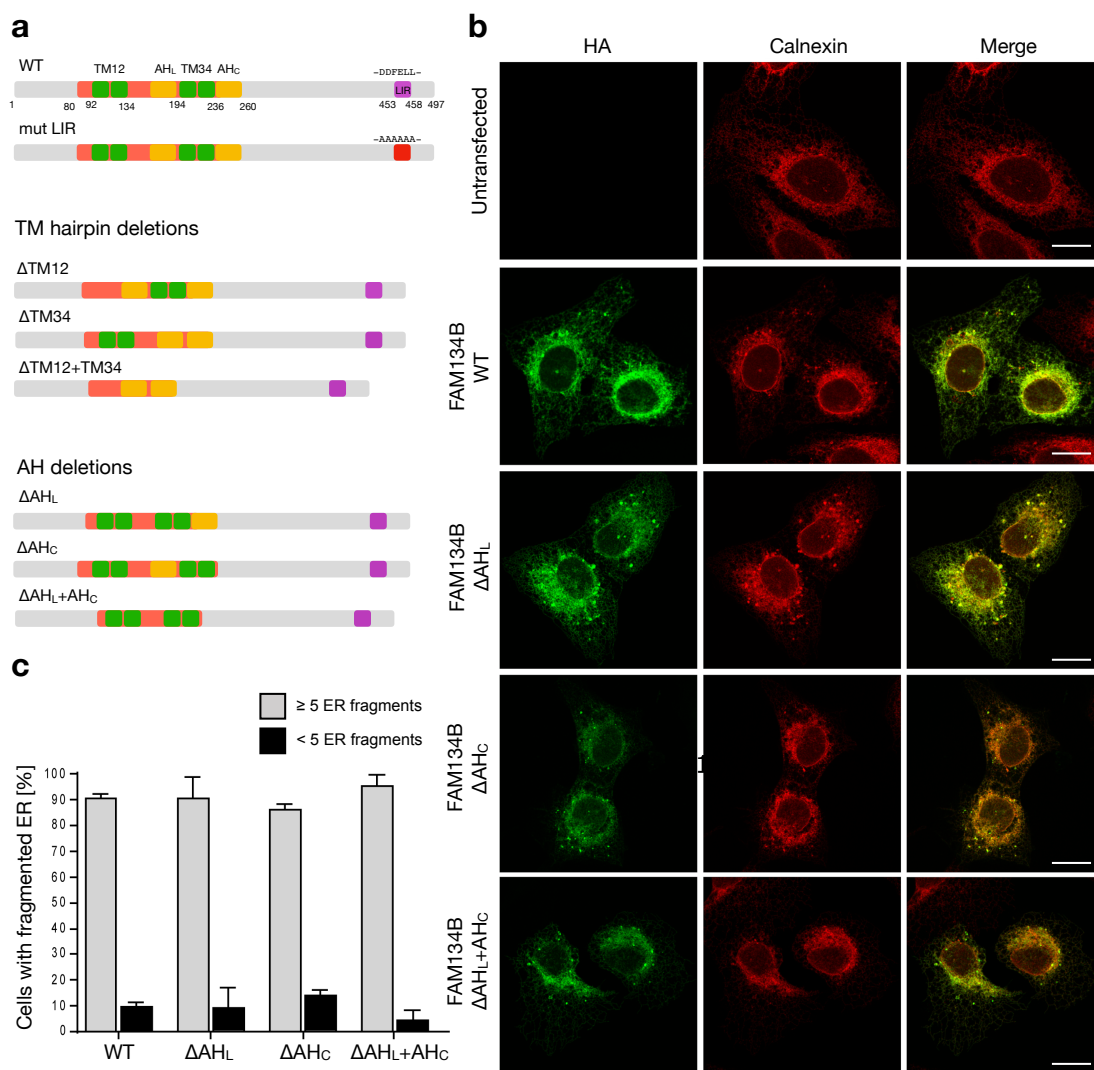 a
WT
TM12 AHL TM34 AHC
-DDFELL-
LIR
1 80 92 134 194 236 260 453 458 497
mut LIR
-AAAAAA-
TM hairpin deletions
ΔTM12
ΔTM34
ΔTM12+TM34
AH deletions
ΔAHL
ΔAHC
ΔAHL+AHC
b
HA Calnexin Merge
Untransfected
FAM134B
WT
FAM134B
ΔAHL
FAM134B
ΔAHC
FAM134B
ΔAHL+AHC
c
≥ 5 ER fragments
< 5 ER fragments
Cells with fragmented ER [%]
100
90
80
70
60
50
40
30
20
10
0
WT ΔAHL ΔAHC ΔAHL+AHC